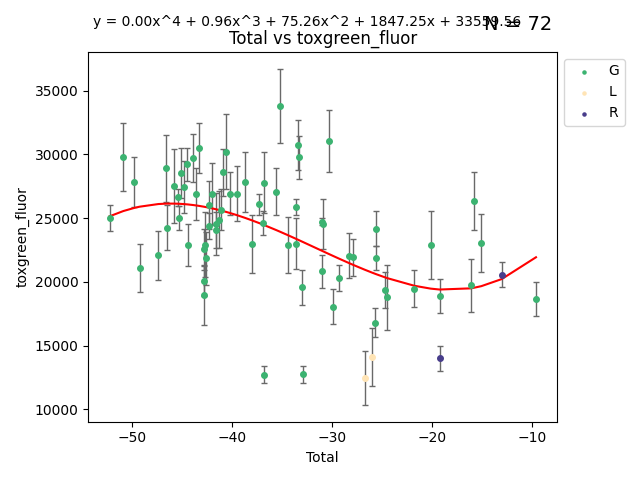 y = 0.00x^4 + 0.96x^3 + 75.26x^2 + 1847.25x + 33559.56
N = 72
Total vs toxgreen_fluor
G
L
R
toxgreen_fluor
35000
30000
25000
20000
15000
10000
−50
−40
−30
−20
−10
Total